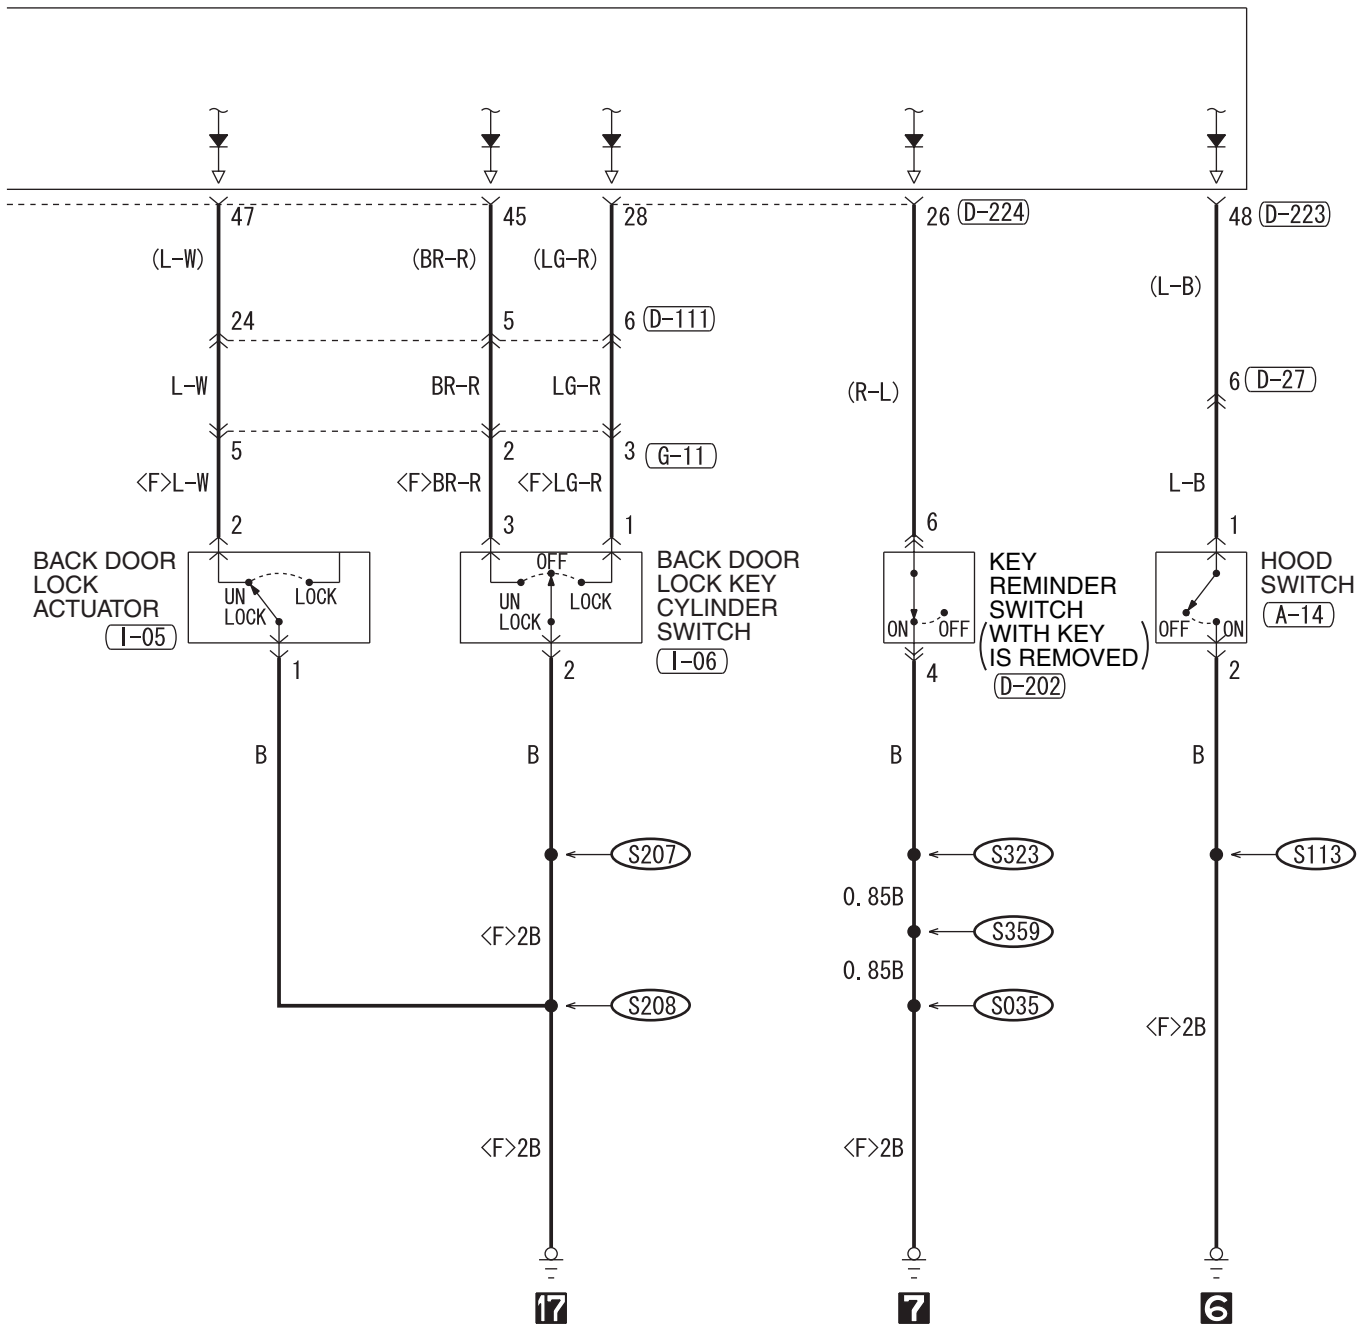 47
45
28
26 D-224
48 D-223
(L-W)
(BR-R)
(LG-R)
(L-B)
24
5
6 D-111
L-W
BR-R
LG-R
(R-L)
6 D-27
5
2
3 G-11
<F>L-W
<F>BR-R
<F>LG-R
L-B
2
3
1
6
1
BACK DOOR
LOCK
ACTUATOR
I-05
UN
LOCK
LOCK
OFF
UN
LOCK
LOCK
BACK DOOR
LOCK KEY
CYLINDER
SWITCH
I-06
ON
OFF
KEY
REMINDER
SWITCH
(WITH KEY
IS REMOVED)
D-202
OFF
ON
HOOD
SWITCH
A-14
1
2
4
2
B
B
B
B
S207
S323
S113
0.85B
<F>2B
S359
0.85B
S208
S035
<F>2B
<F>2B
<F>2B
17
7
6